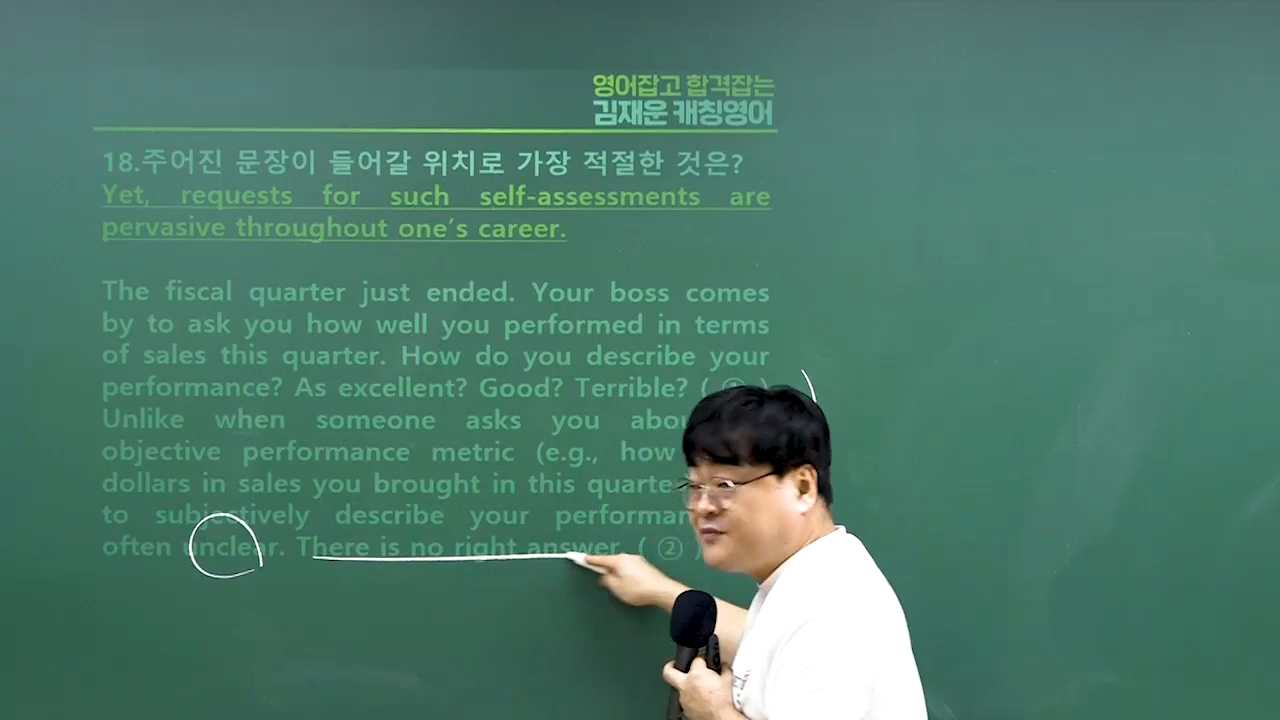 영어잡고 합격잡는
김재운 캐칭영어
18.주어진 문장이 들어갈 위치로 가장 적절한 것은?
Yet, requests for such self-assessments are
pervasive throughout one's career.
The fiscal quarter just ended. Your boss comes
by to ask you how well you performed in terms
of sales this quarter. How do you describe your
performance? As excellent? Good? Terrible? (
Unlike when someone asks you
objective performance metric (e.g., how
dollars in sales you brought in this
to subjectively describe your
often unclear. There is no right answer. ( ② )